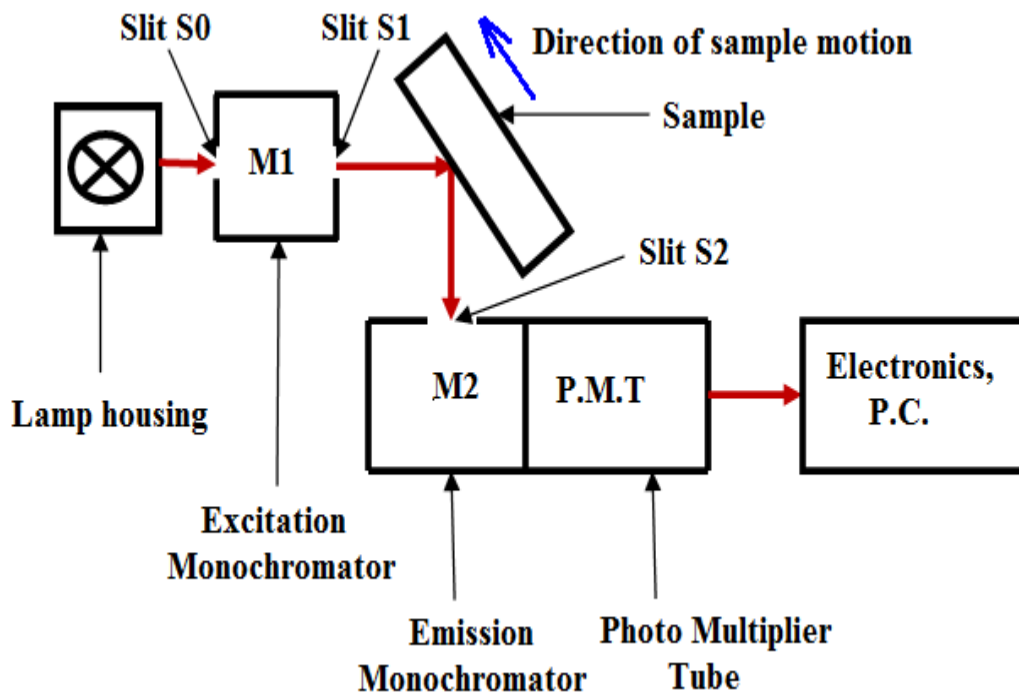 Slit S0
Slit S1
Direction of sample motion
Sample
M1
Slit S2
Lamp housing
M2
P.M.T
Electronics,
P.C.
Excitation
Monochromator
Emission
Monochromator
Photo Multiplier
Tube